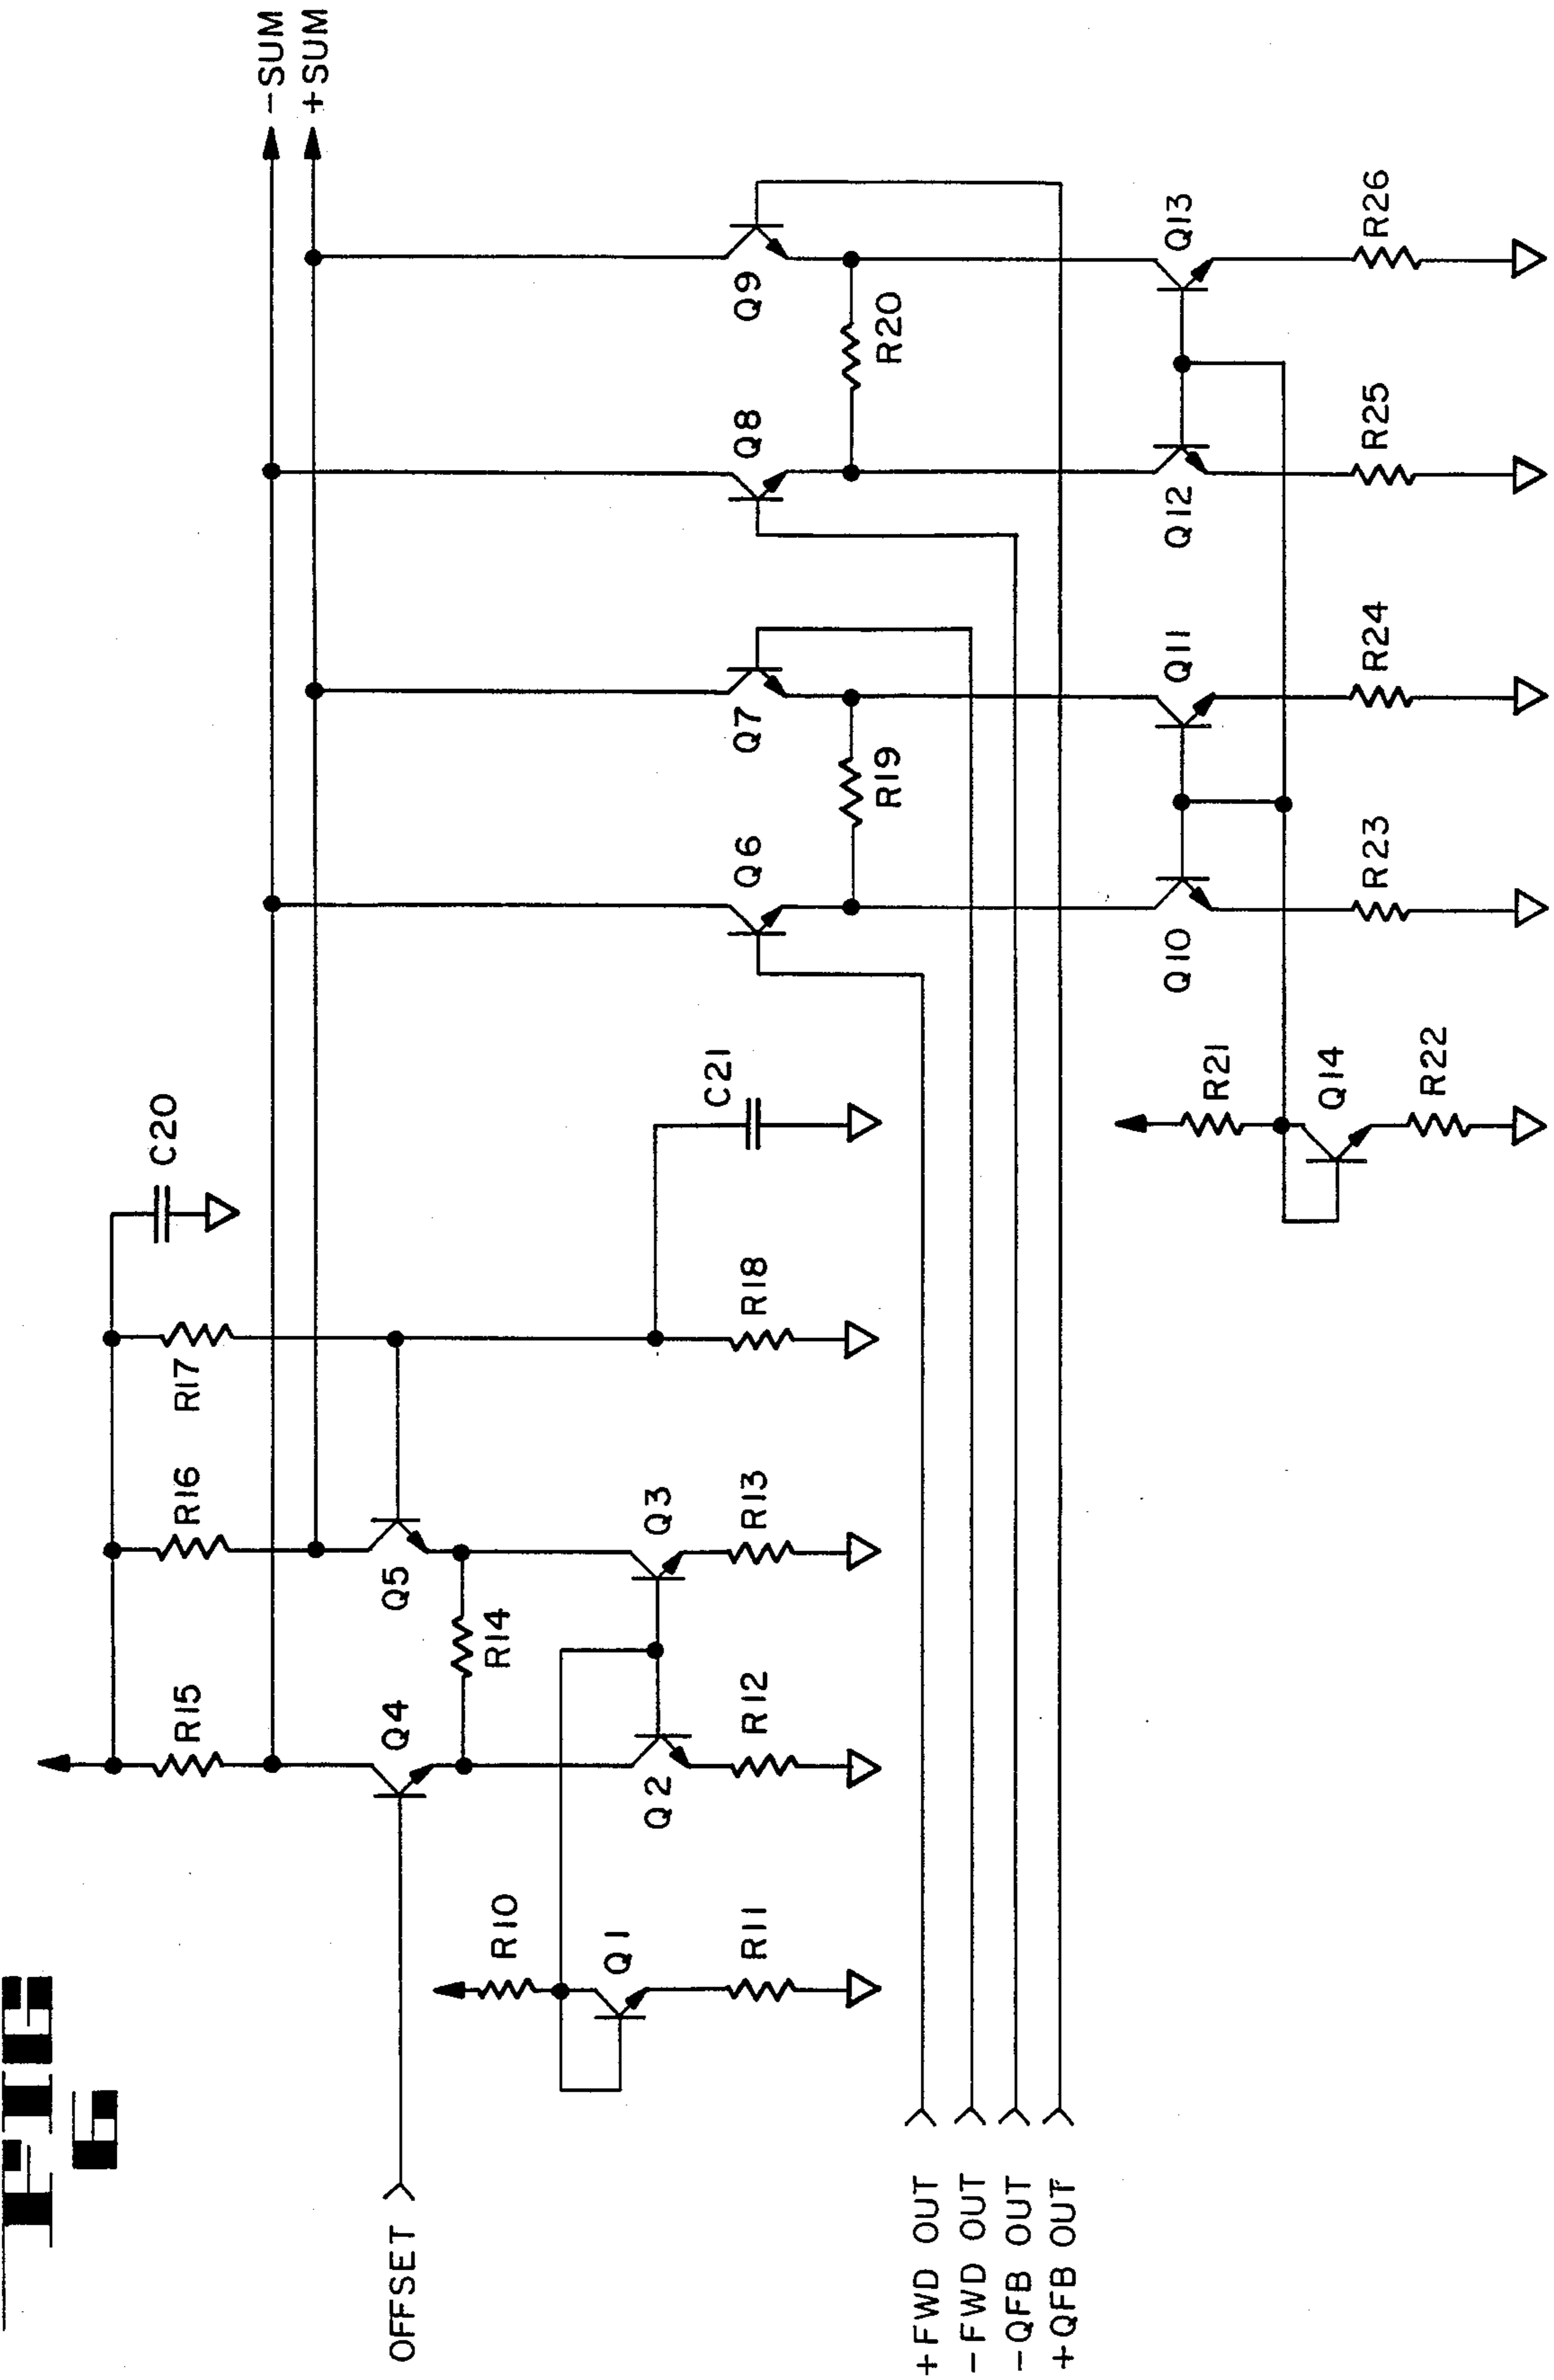 FIG
6
-SUM
+SUM
C20
R15
R16
R17
Q4
Q5
R14
OFFSET
R10
Q1
R11
Q2
Q3
R12
R13
R18
C21
Q6
Q7
Q8
Q9
R19
R20
+FWD OUT
-FWD OUT
-QFB OUT
+QFB OUT
R21
Q14
R22
Q10
Q11
Q12
Q13
R23
R24
R25
R26